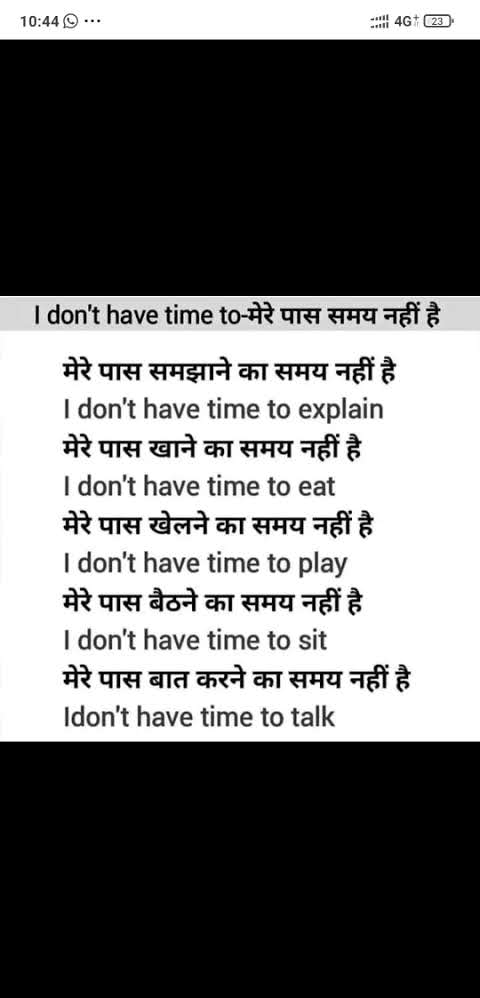 10:44 ...
4G 23
I don't have time to-मेरे पास समय नहीं है
मेरे पास समझाने का समय नहीं है
I don't have time to explain
मेरे पास खाने का समय नहीं है
I don't have time to eat
मेरे पास खेलने का समय नहीं है
I don't have time to play
मेरे पास बैठने का समय नहीं है
I don't have time to sit
मेरे पास बात करने का समय नहीं है
Idon't have time to talk